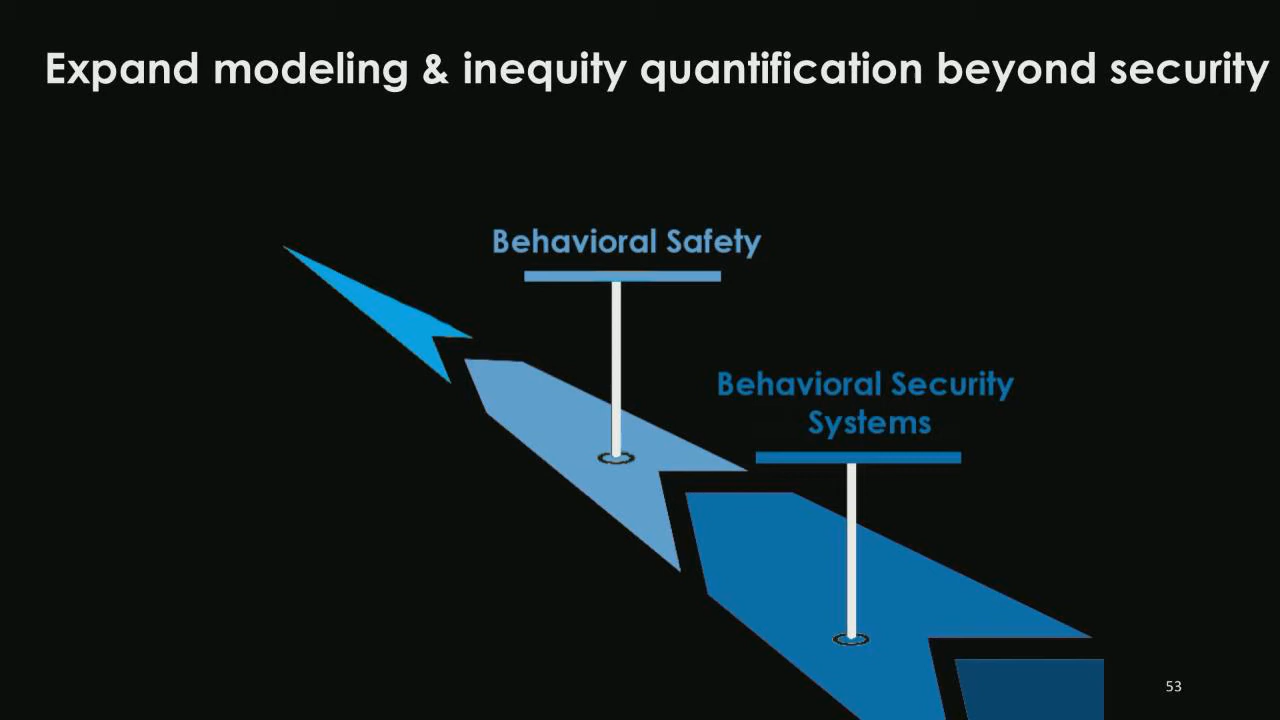 Expand modeling & inequity quantification beyond security
Behavioral Safety
Behavioral Security
Systems
53